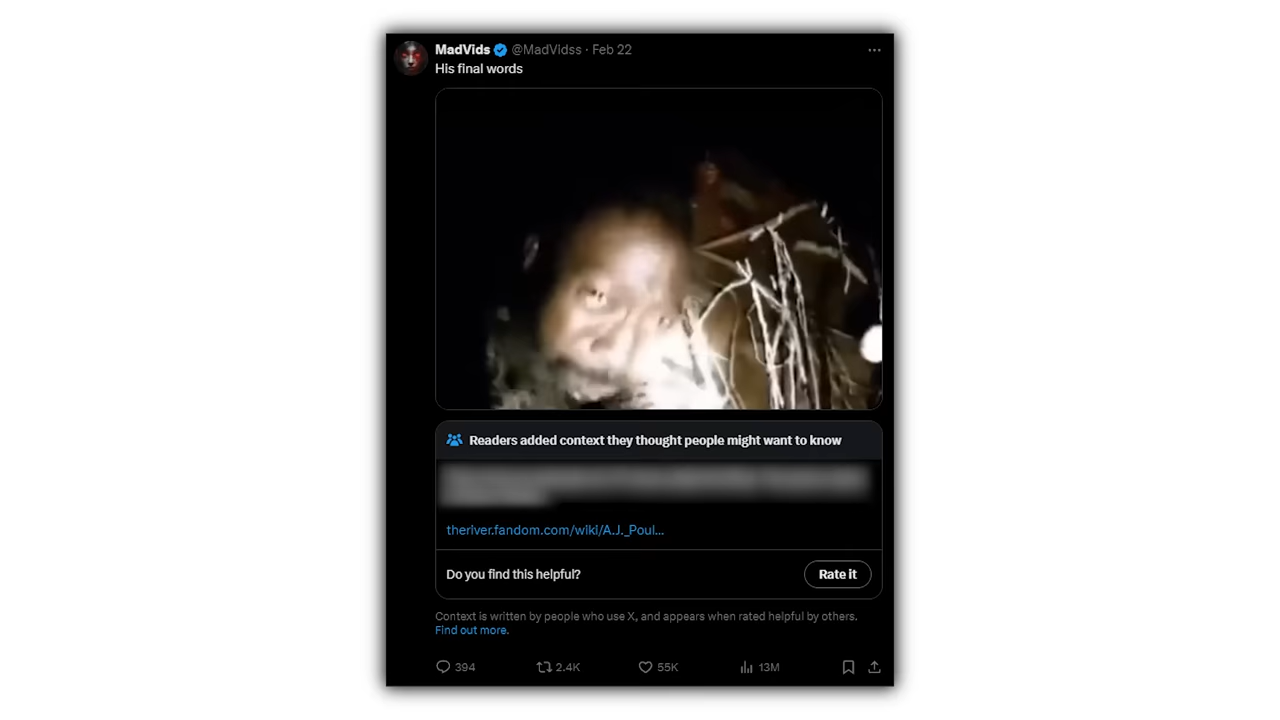 MadVids @MadVidss · Feb 22
His final words
Readers added context they thought people might want to know
theriver.fandom.com/wiki/A.J._Poul...
Do you find this helpful?
Rate it
Context is written by people who use X, and appears when rated helpful by others.
Find out more.
394 2.4K 55K 13M